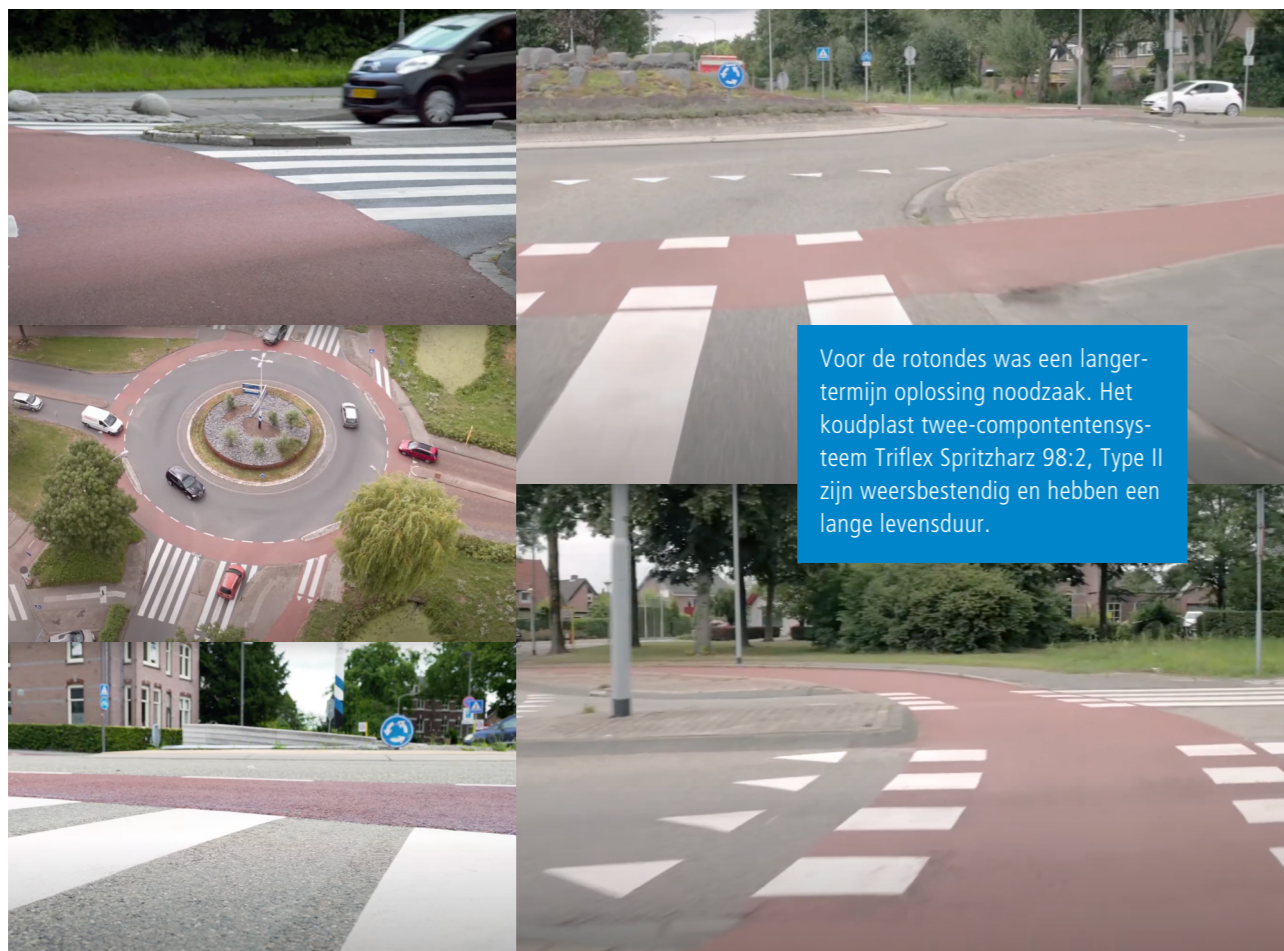 Voor de rotondes was een langer-
termijn oplossing noodzaak. Het
koudplast twee-compontentensys-
teem Triflex Spritzharz 98:2, Type II
zijn weersbestendig en hebben een
lange levensduur.